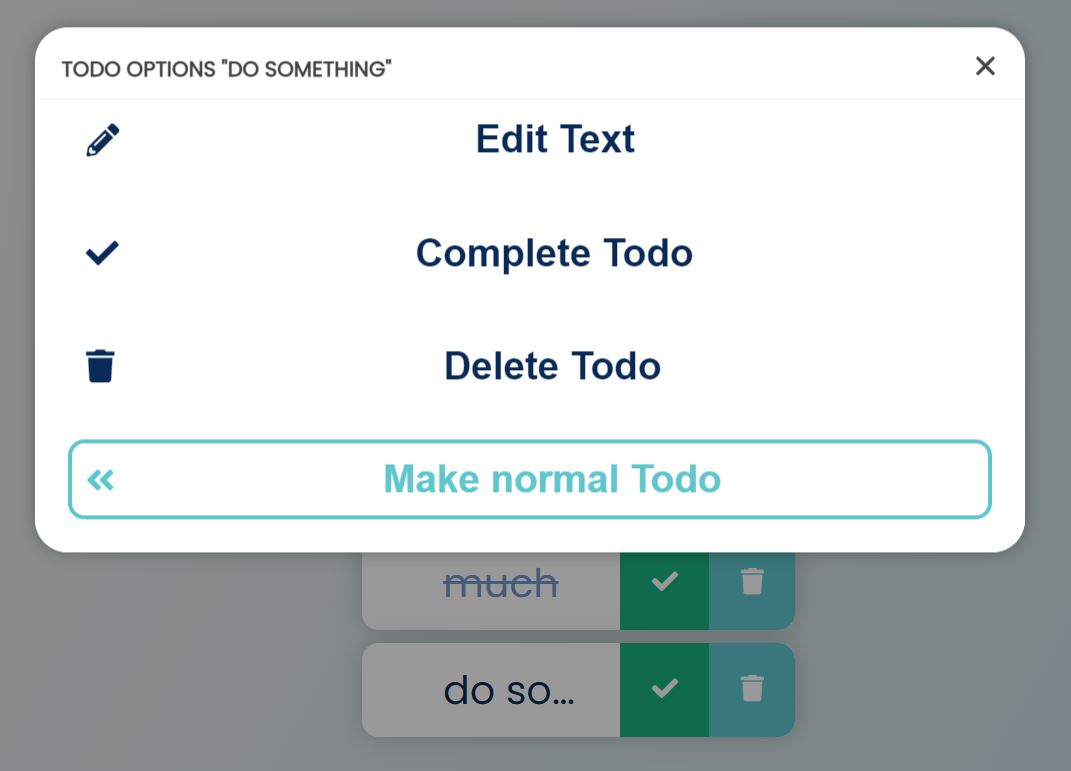 TODO OPTIONS "DO SOMETHING"
Edit Text
Complete Todo
Delete Todo
Make normal Todo
much
do so...